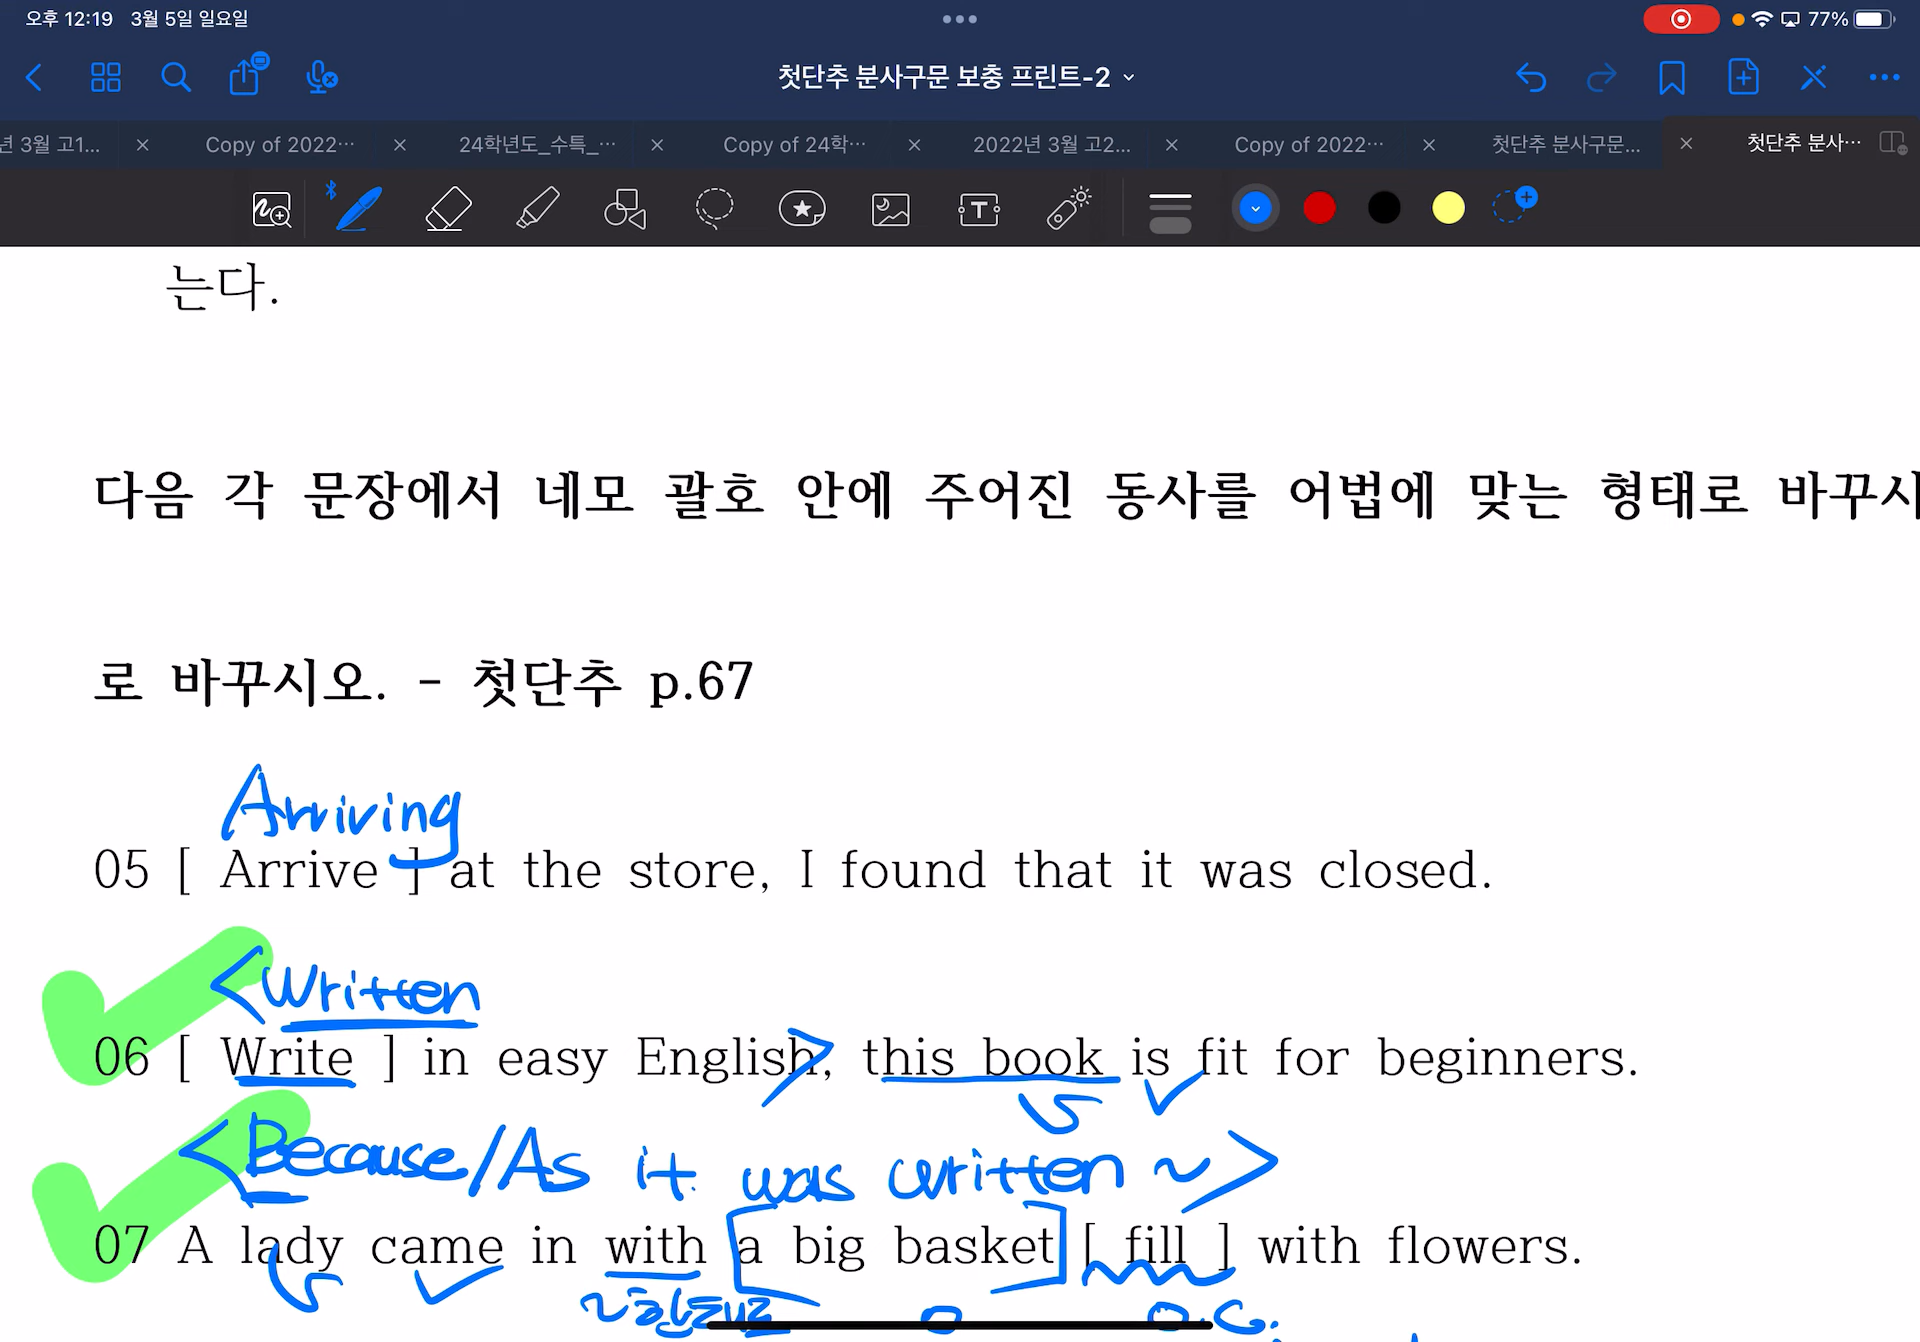 오후 12:19 3월 5일 일요일
77%
첫단추 분사구문 보충 프린트-2
년 3월 고1... Copy of 2022... 24학년도_수특_... Copy of 24학... 2022년 3월 고2... Copy of 2022... 첫단추 분사구문... 첫단추 분사...
는다.
다음 각 문장에서 네모 괄호 안에 주어진 동사를 어법에 맞는 형태로 바꾸시
로 바꾸시오. - 첫단추 p.67
Arriving
05 [ Arrive ] at the store, I found that it was closed.
<Written
06 [ Write ] in easy English>, this book is fit for beginners.
S
<Because/As it was written ~>
07 A lady came in with [a big basket] [ fill ] with flowers.
S
O O.C.